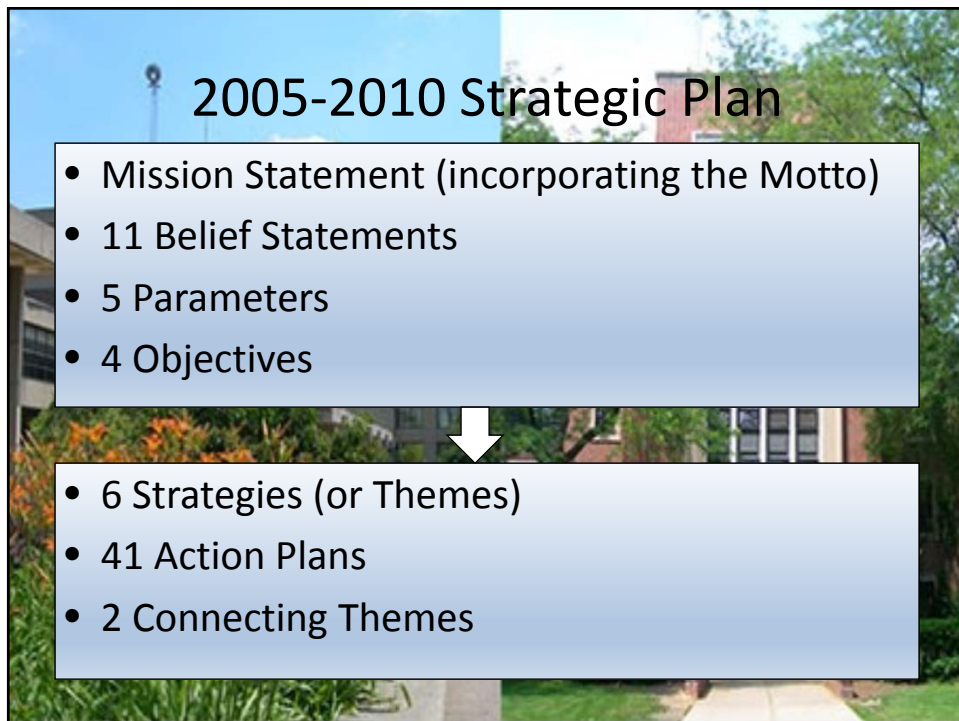 2005-2010 Strategic Plan
• Mission Statement (incorporating the Motto)
• 11 Belief Statements
• 5 Parameters
• 4 Objectives
• 6 Strategies (or Themes)
• 41 Action Plans
• 2 Connecting Themes